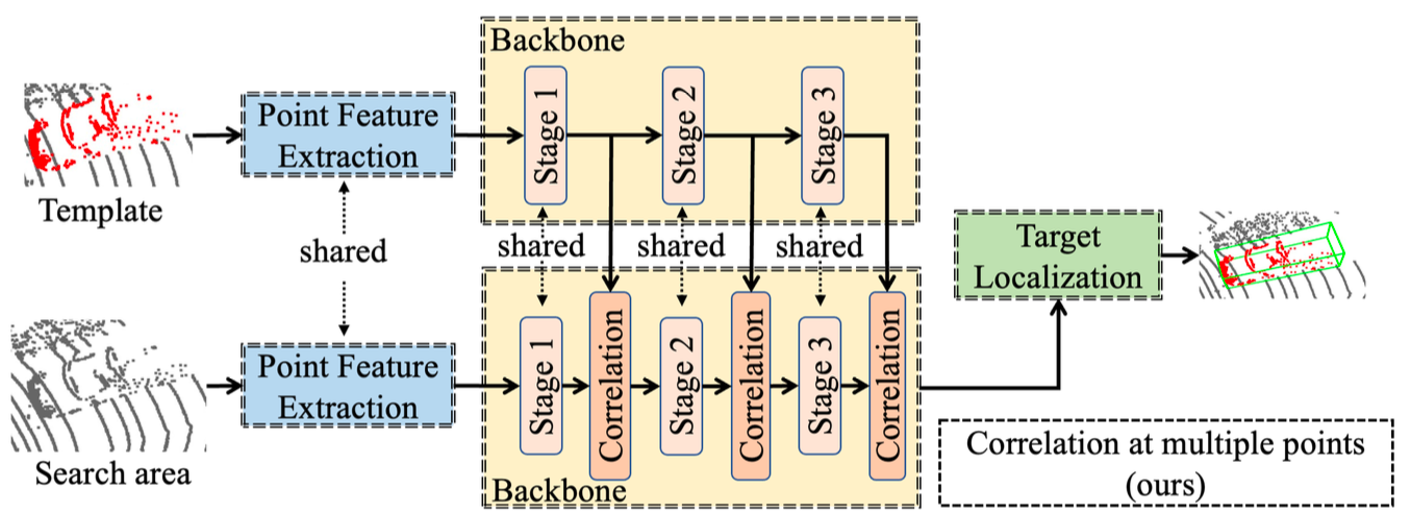 Backbone
Stage 1
Stage 2
Stage 3
Point Feature
Extraction
Template
shared
shared
shared
shared
Target
Localization
Point Feature
Extraction
Search area
Stage 1
Correlation
Stage 2
Correlation
Stage 3
Correlation
Backbone
Correlation at multiple points
(ours)